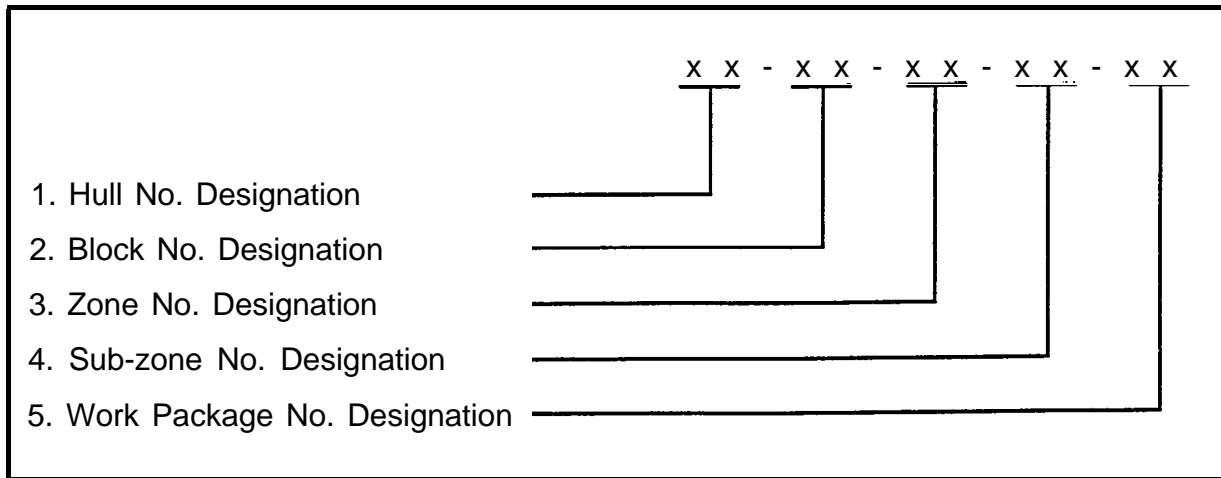 x x - x x - x x - x x - x x
1. Hull No. Designation
2. Block No. Designation
3. Zone No. Designation
4. Sub-zone No. Designation
5. Work Package No. Designation